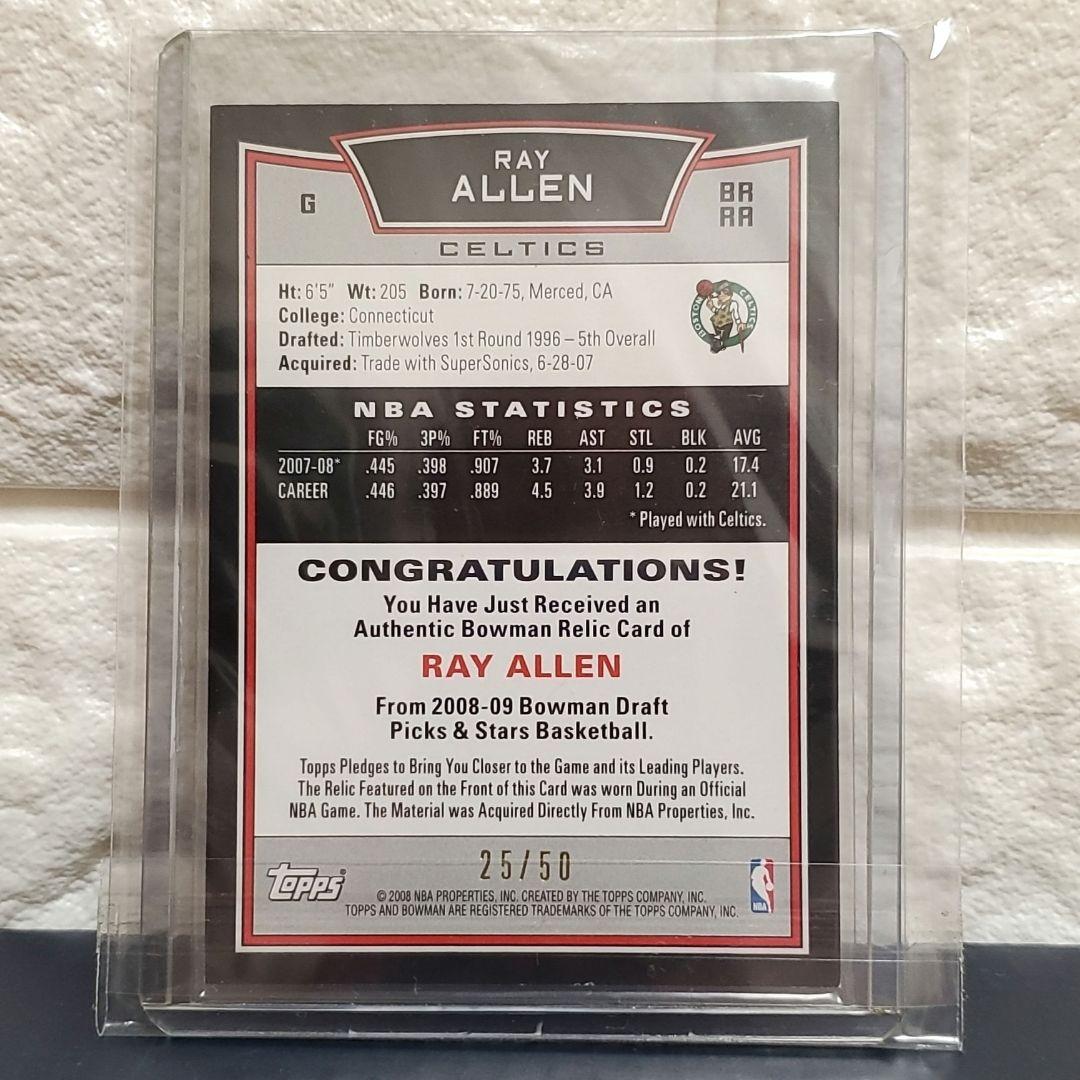 RAY
ALLEN
G
BR
RA
CELTICS
Ht: 6'5" Wt: 205 Born: 7-20-75, Merced, CA
College: Connecticut
Drafted: Timberwolves 1st Round 1996 – 5th Overall
Acquired: Trade with SuperSonics, 6-28-07
BOSTON CELTICS
NBA STATISTICS
FG% 3P% FT% REB AST STL BLK AVG
2007-08* .445 .398 .907 3.7 3.1 0.9 0.2 17.4
CAREER .446 .397 .889 4.5 3.9 1.2 0.2 21.1
* Played with Celtics.
CONGRATULATIONS!
You Have Just Received an
Authentic Bowman Relic Card of
RAY ALLEN
From 2008-09 Bowman Draft
Picks & Stars Basketball.
Topps Pledges to Bring You Closer to the Game and its Leading Players.
The Relic Featured on the Front of this Card was worn During an Official
NBA Game. The Material was Acquired Directly From NBA Properties, Inc.
25/50
topps
© 2008 NBA PROPERTIES, INC. CREATED BY THE TOPPS COMPANY, INC.
TOPPS AND BOWMAN ARE REGISTERED TRADEMARKS OF THE TOPPS COMPANY, INC.
NBA